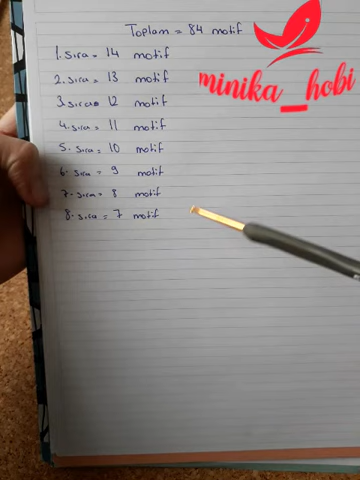 Toplam = 84 motif
1. sıra = 14 motif
2. sıra = 13 motif
3. sıra = 12 motif
4. sıra = 11 motif
5. sıra = 10 motif
6. sıra = 9 motif
7. sıra = 8 motif
8. sıra = 7 motif
minika_hobi